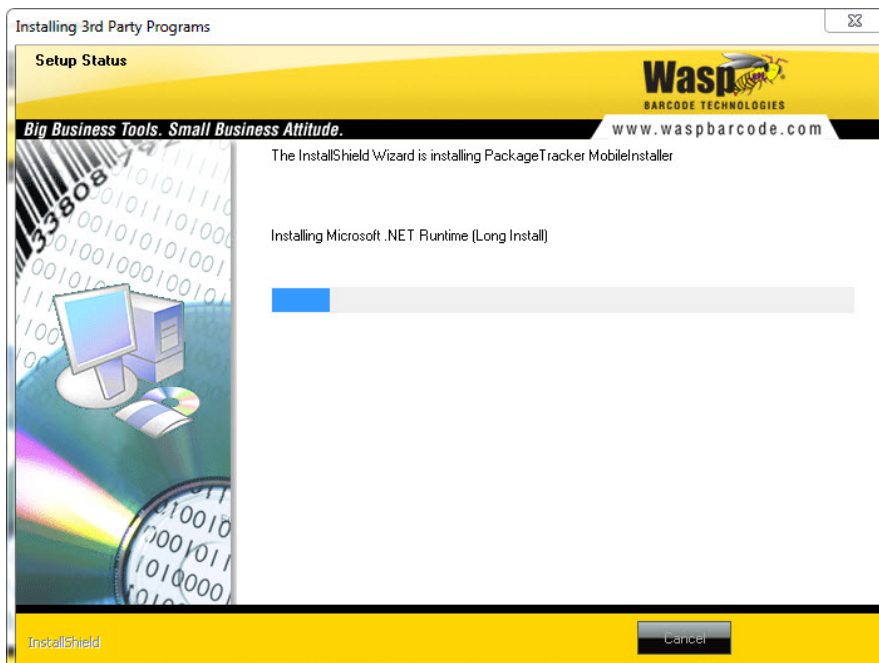 Installing 3rd Party Programs
Setup Status
Wasp
BARCODE TECHNOLOGIES
Big Business Tools. Small Business Attitude.
www.waspbarcode.com
The InstallShield Wizard is installing PackageTracker MobileInstaller
Installing Microsoft .NET Runtime (Long Install)
InstallShield
Cancel